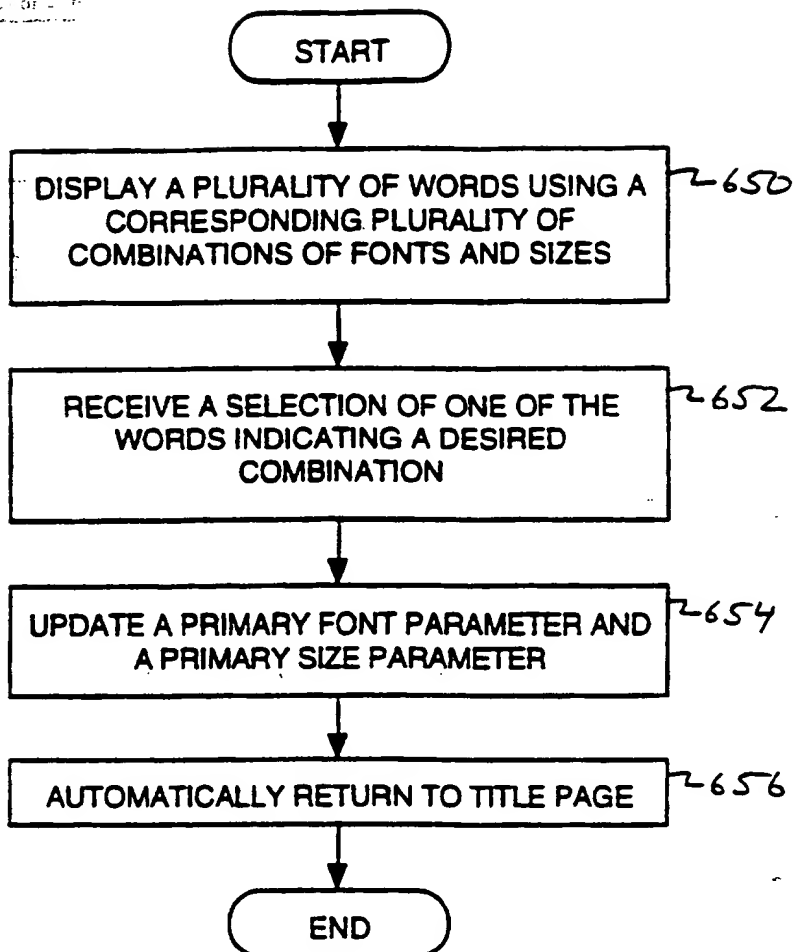 START
DISPLAY A PLURALITY OF WORDS USING A
CORRESPONDING PLURALITY OF
COMBINATIONS OF FONTS AND SIZES
650
RECEIVE A SELECTION OF ONE OF THE
WORDS INDICATING A DESIRED
COMBINATION
652
UPDATE A PRIMARY FONT PARAMETER AND
A PRIMARY SIZE PARAMETER
654
AUTOMATICALLY RETURN TO TITLE PAGE
656
END